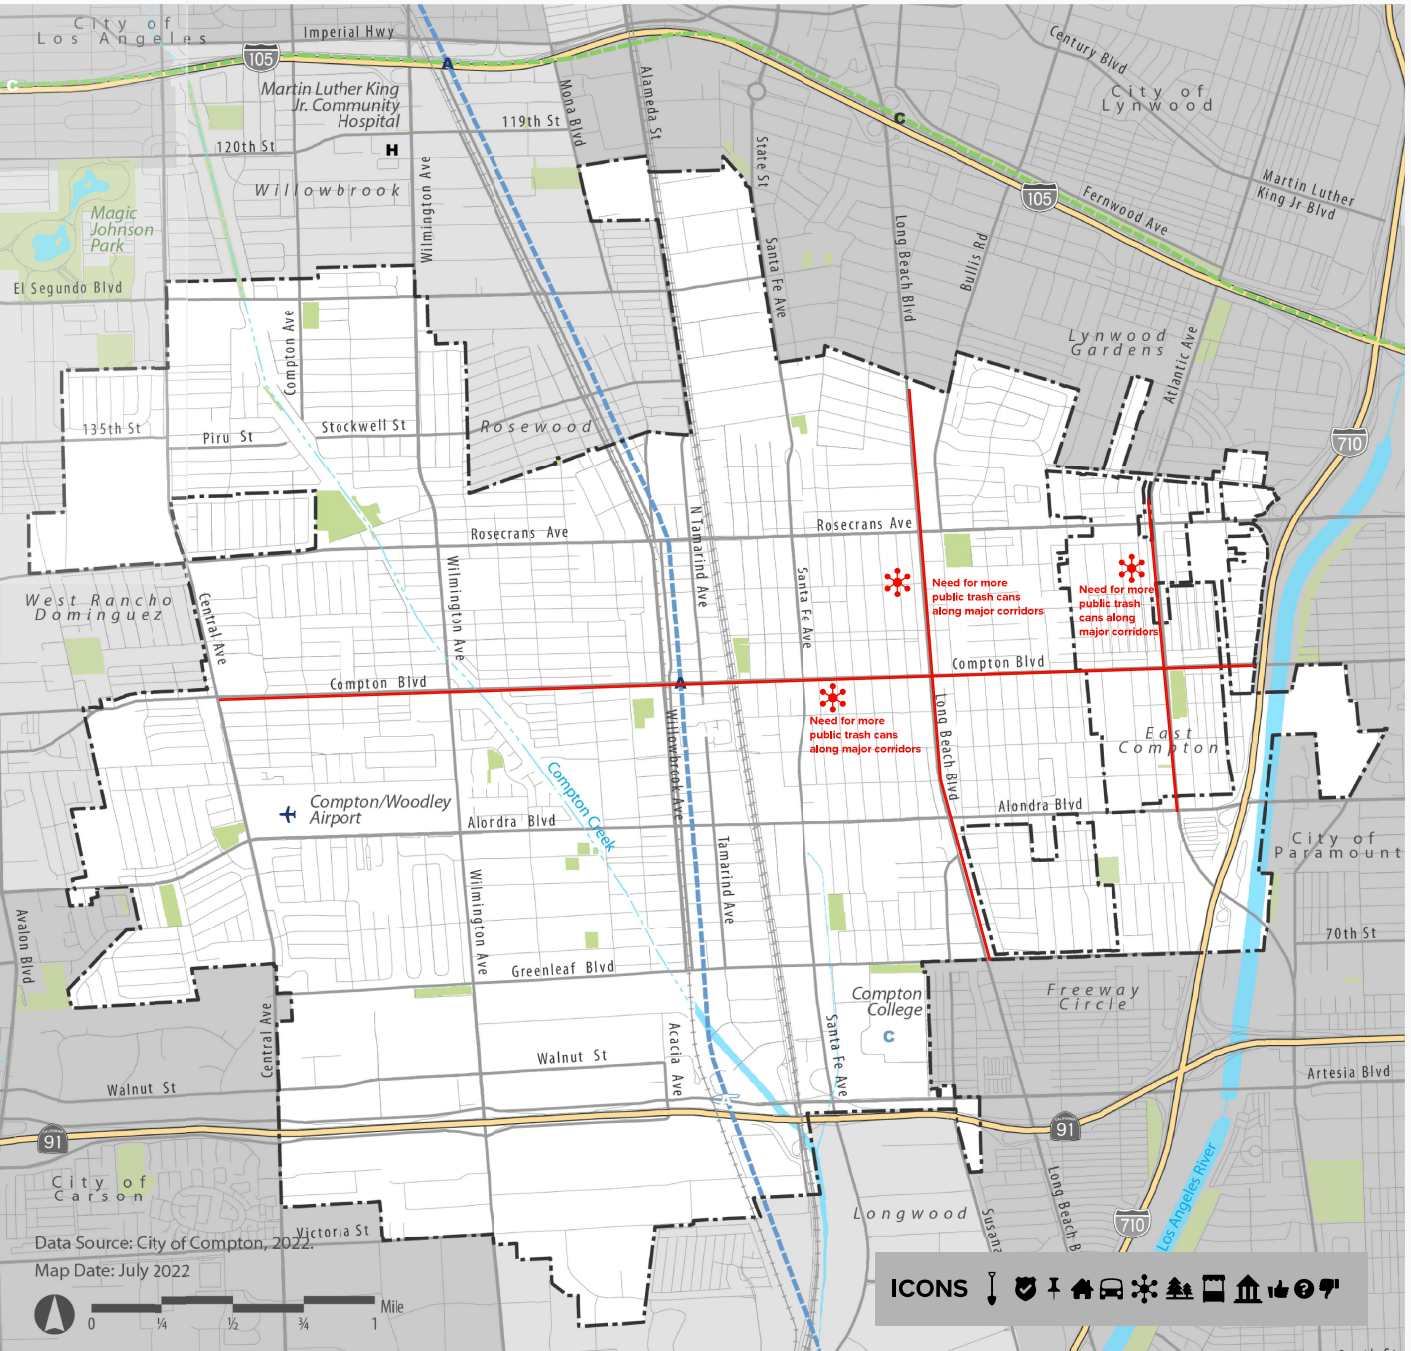 City of
Los Angeles
Imperial Hwy
105
C
A
Martin Luther King
Jr. Community
Hospital
H
119th St
120th St
Mona Blvd
Alameda St
State St
Century Blvd
City of
Lynwood
C
Martin Luther
King Jr Blvd
105
Fernwood Ave
Willowbrook
Wilmington Ave
Magic
Johnson
Park
El Segundo Blvd
Compton Ave
Santa Fe Ave
Long Beach Blvd
Bullis Rd
Lynwood
Gardens
Atlantic Ave
135th St
Piru St
Stockwell St
Rosewood
710
Rosecrans Ave
N Tamarind Ave
Rosecrans Ave
West Rancho
Dominguez
Central Ave
Wilmington Ave
Santa Fe Ave
Need for more
public trash cans
along major corridors
Need for more
public trash
cans along
major corridors
Compton Blvd
A
Compton Blvd
Need for more
public trash cans
along major corridors
Willowbrook Ave
Long Beach Blvd
East
Compton
Compton/Woodley
Airport
Compton Creek
Alordra Blvd
Alondra Blvd
City of
Paramount
Tamarind Ave
Wilmington Ave
Avalon Blvd
70th St
Greenleaf Blvd
Compton
College
C
Freeway
Circle
Central Ave
Acacia Ave
Santa Fe Ave
Walnut St
Walnut St
Artesia Blvd
A
91
91
City of
Carson
Los Angeles River
Long Beach B
Longwood
Susana
710
Victoria St
Data Source: City of Compton, 2022.
Map Date: July 2022
Mile
0 1/4 1/2 3/4 1
ICONS